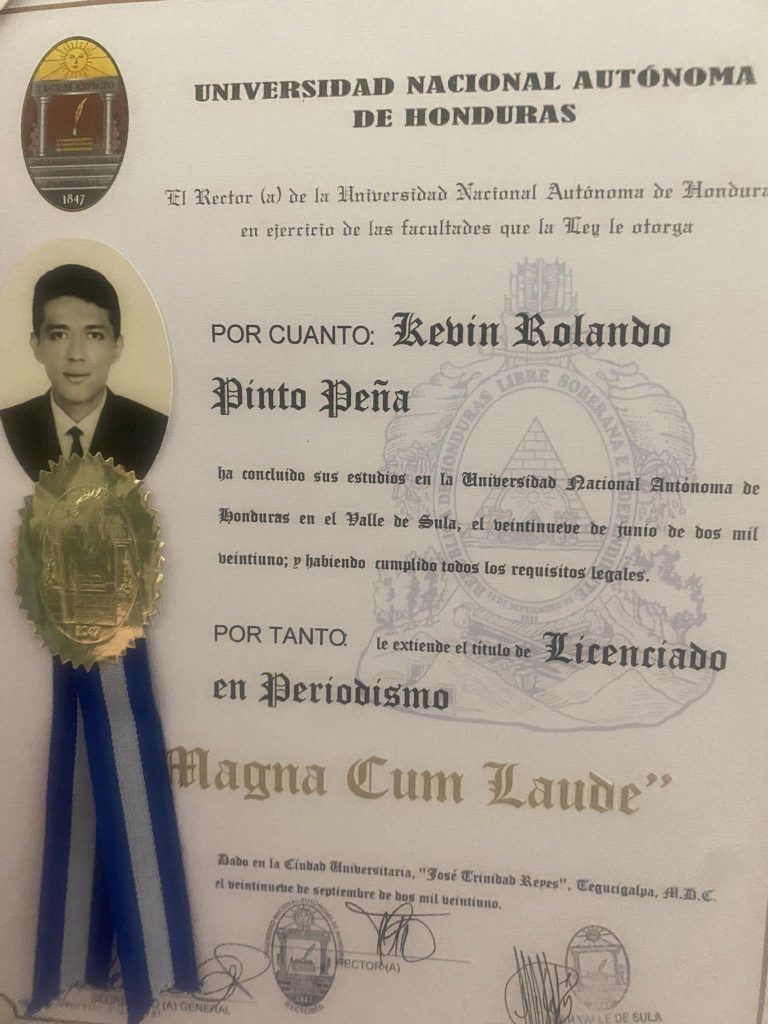 UNIVERSIDAD NACIONAL AUTÓNOMA
DE HONDURAS
1847
El Rector (a) de la Universidad Nacional Autónoma de Hondura
en ejercicio de las facultades que la Ley le otorga
POR CUANTO: Kevin Rolando
Pinto Peña
ha concluido sus estudios en la Universidad Nacional Autónoma de
Honduras en el Valle de Sula, el veintinueve de junio de dos mil
veintiuno; y habiendo cumplido todos los requisitos legales.
POR TANTO: le extiende el título de Licenciado
en Periodismo
Magna Cum Laude”
Dado en la Ciudad Universitaria, "José Trinidad Reyes", Tegucigalpa, M.D.C.
el veintinueve de septiembre de dos mil veintiuno.
RECTOR(A)
(A) GENERAL
RECTORIA
VALLE DE SULA